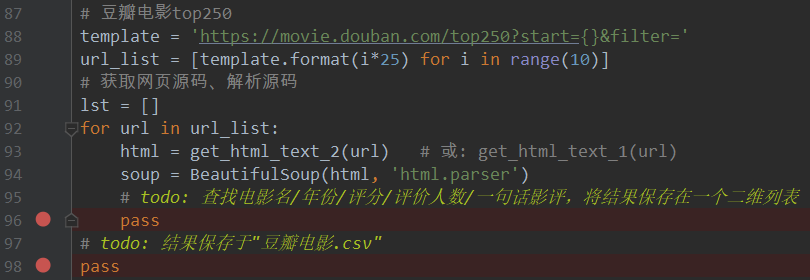 87 # 豆瓣电影top250
88 template = 'https://movie.douban.com/top250?start={}&filter='
89 url_list = [template.format(i*25) for i in range(10)]
90 # 获取网页源码、解析源码
91 lst = []
92 for url in url_list:
93 html = get_html_text_2(url) # 或: get_html_text_1(url)
94 soup = BeautifulSoup(html, 'html.parser')
95 # todo: 查找电影名/年份/评分/评价人数/一句话影评，将结果保存在一个二维列表
96 pass
97 # todo: 结果保存于"豆瓣电影.csv"
98 pass